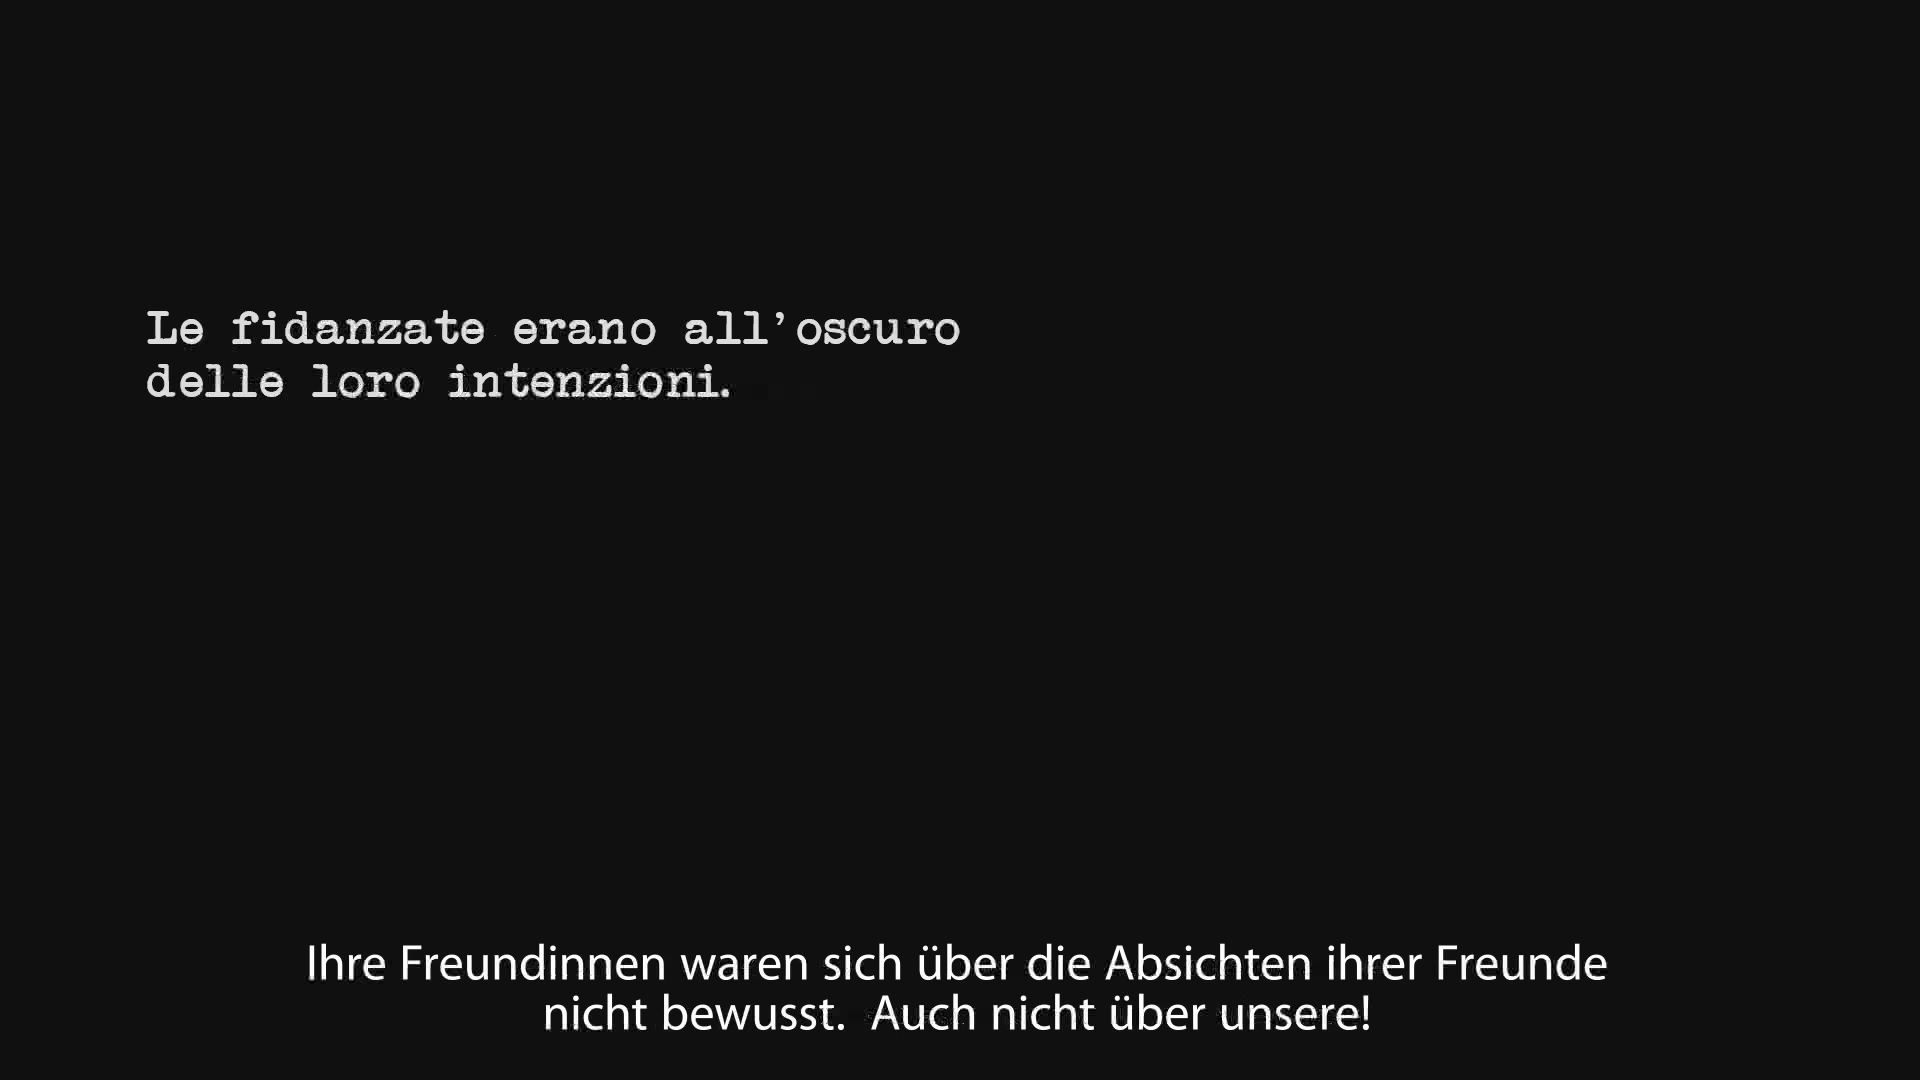 Le fidanzate erano all'oscuro
delle loro intenzioni.
Ihre Freundinnen waren sich über die Absichten ihrer Freunde
nicht bewusst.  Auch nicht über unsere!